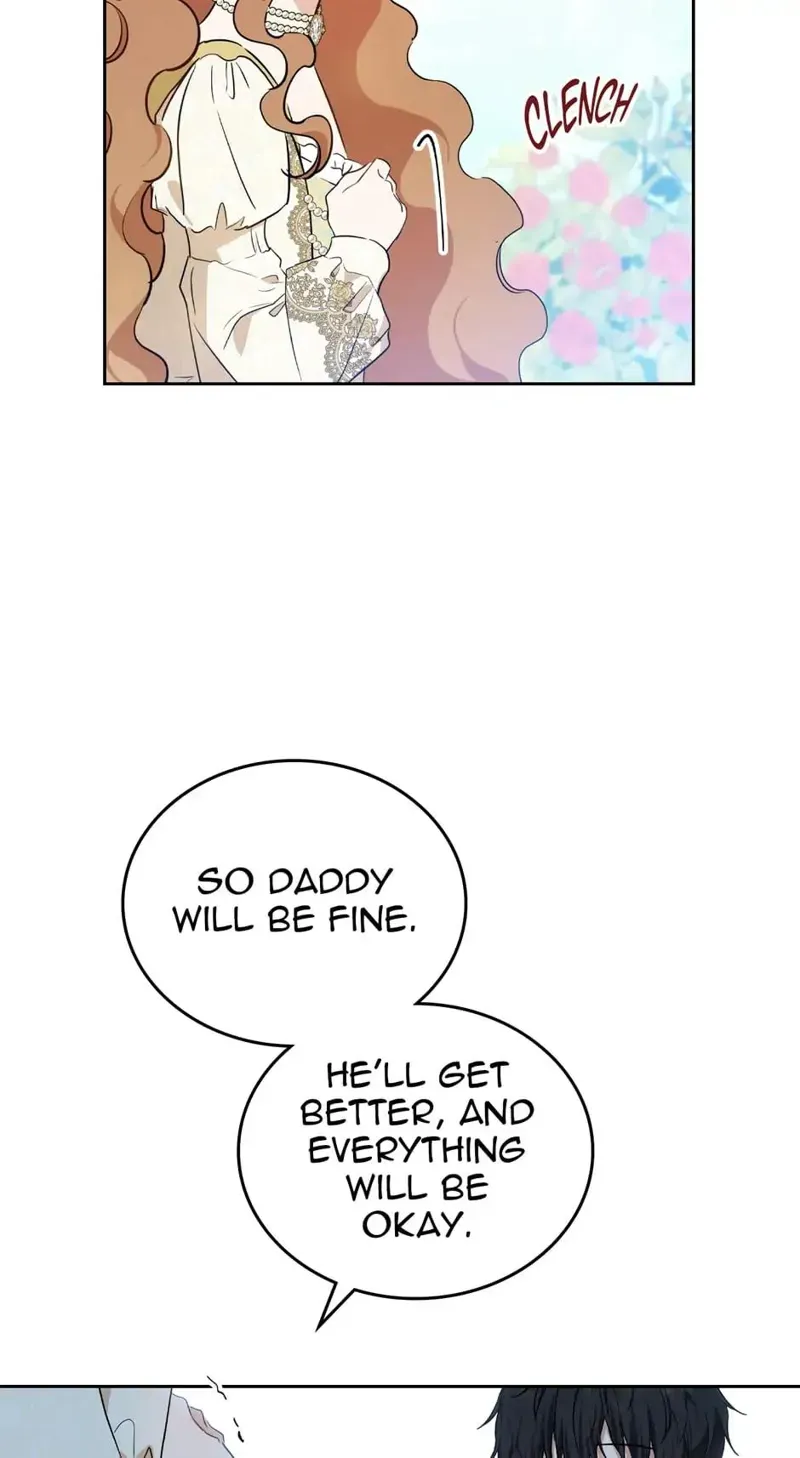 CLENCH
SO DADDY
WILL BE FINE.
HE'LL GET
BETTER, AND
EVERYTHING
WILL BE
OKAY.